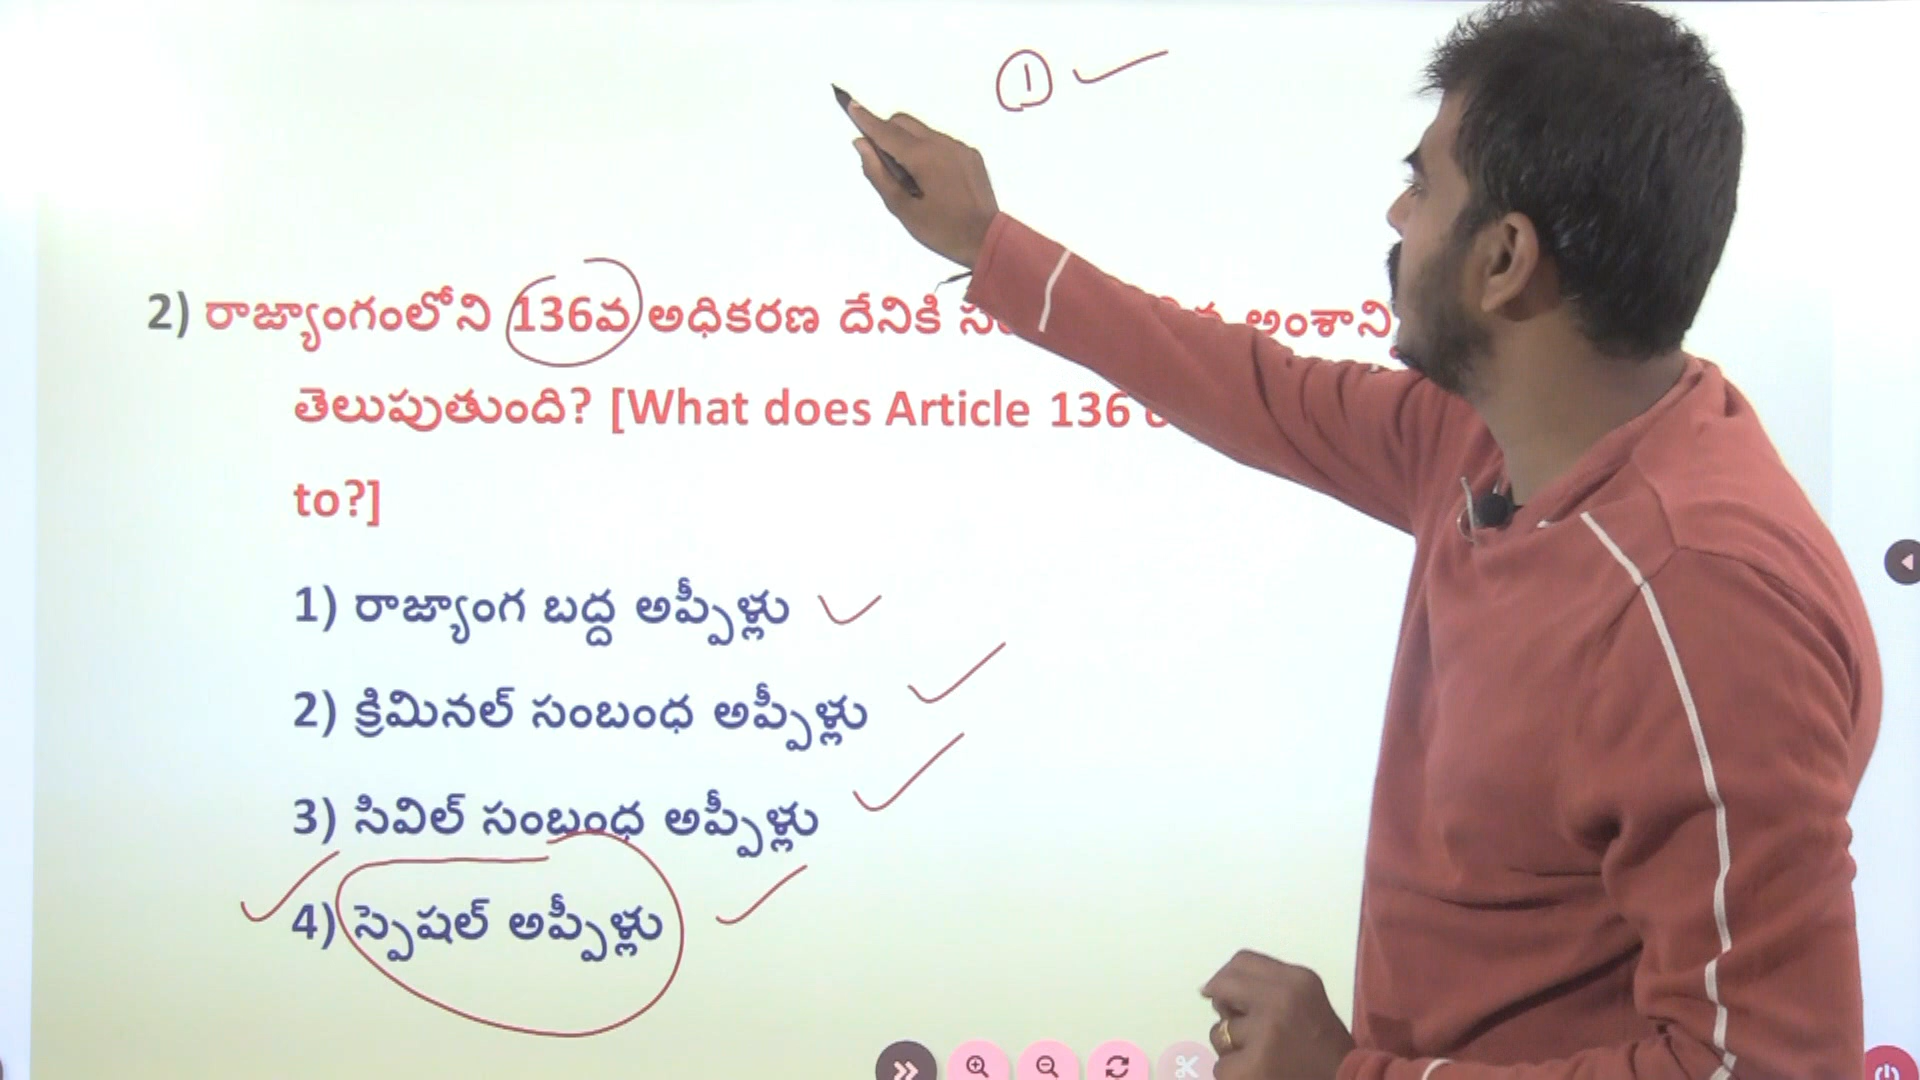 1
2) రాజ్యాంగంలోని 136వ అధికరణ దేనికి అంశాన్ని
తెలుపుతుంది? [What does Article 136
to?]
1) రాజ్యాంగ బద్ద అప్పీళ్లు
2) క్రిమినల్ సంబంధ అప్పీళ్లు
3) సివిల్ సంబంధ అప్పీళ్లు
4) స్పెషల్ అప్పీళ్లు